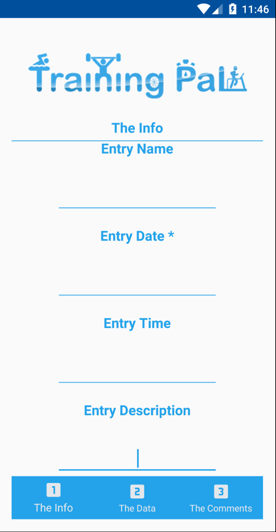 11:46
Training Pal
The Info
Entry Name
Entry Date *
Entry Time
Entry Description
1 2 3
The Info The Data The Comments